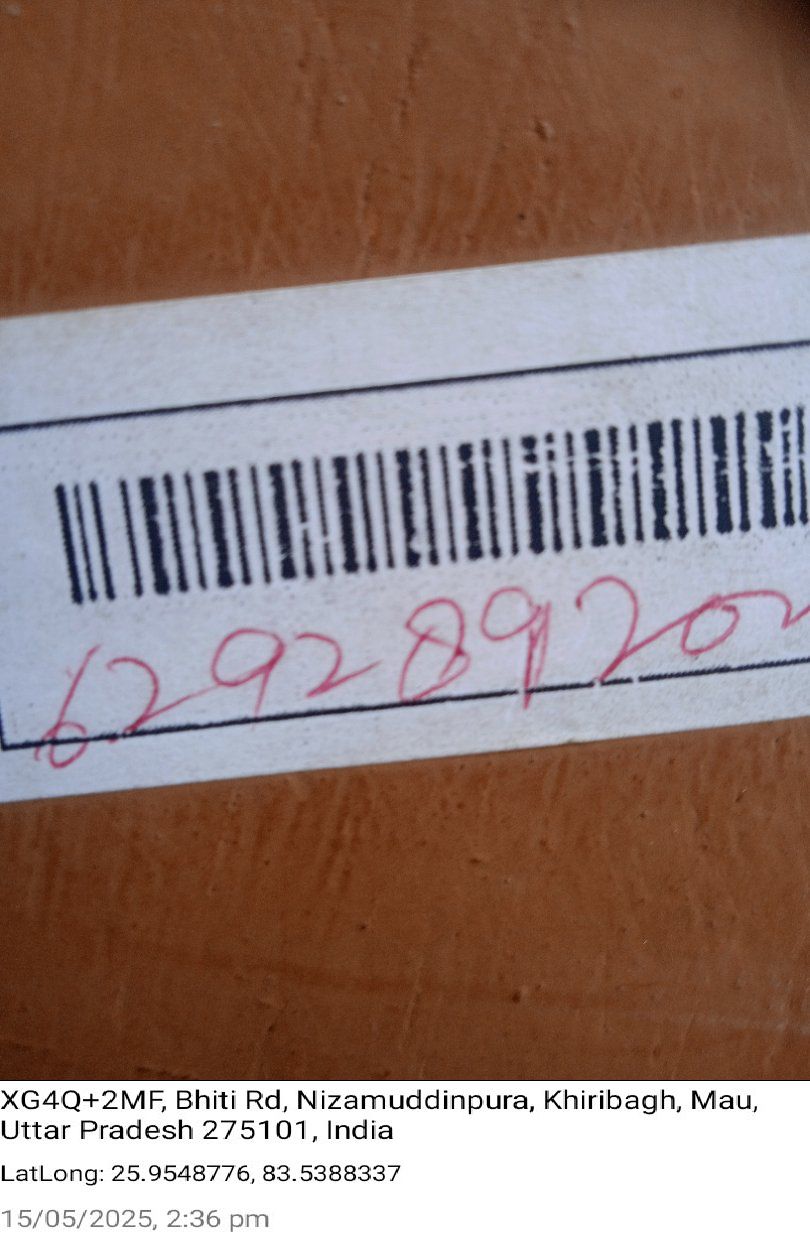 629289202
XG4Q+2MF, Bhiti Rd, Nizamuddinpura, Khiribagh, Mau,
Uttar Pradesh 275101, India
LatLong: 25.9548776, 83.5388337
15/05/2025, 2:36 pm